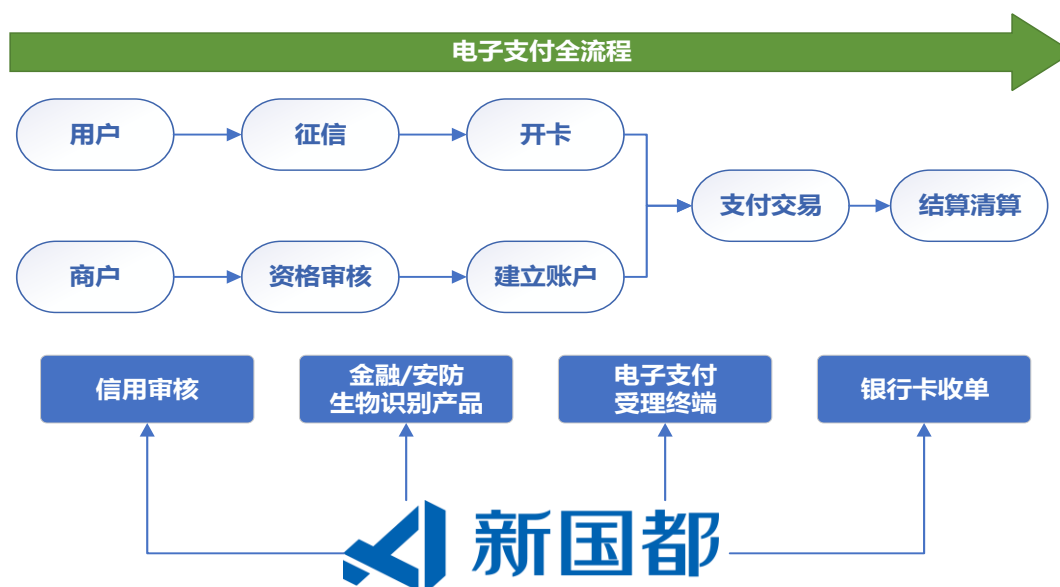 电子支付全流程
用户
征信
开卡
支付交易
结算清算
商户
资格审核
建立账户
信用审核
金融/安防
生物识别产品
电子支付
受理终端
银行卡收单
新国都